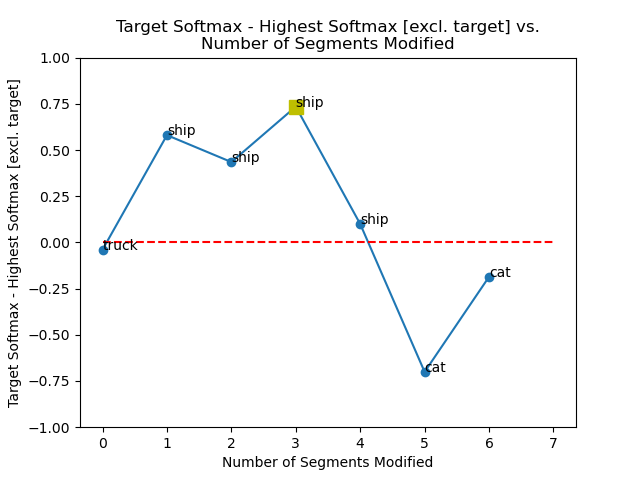 Target Softmax - Highest Softmax [excl. target] vs.
Number of Segments Modified
Target Softmax - Highest Softmax [excl. target]
1.00
0.75
0.50
0.25
0.00
−0.25
−0.50
−0.75
−1.00
truck
ship
ship
ship
ship
cat
cat
0 1 2 3 4 5 6 7
Number of Segments Modified